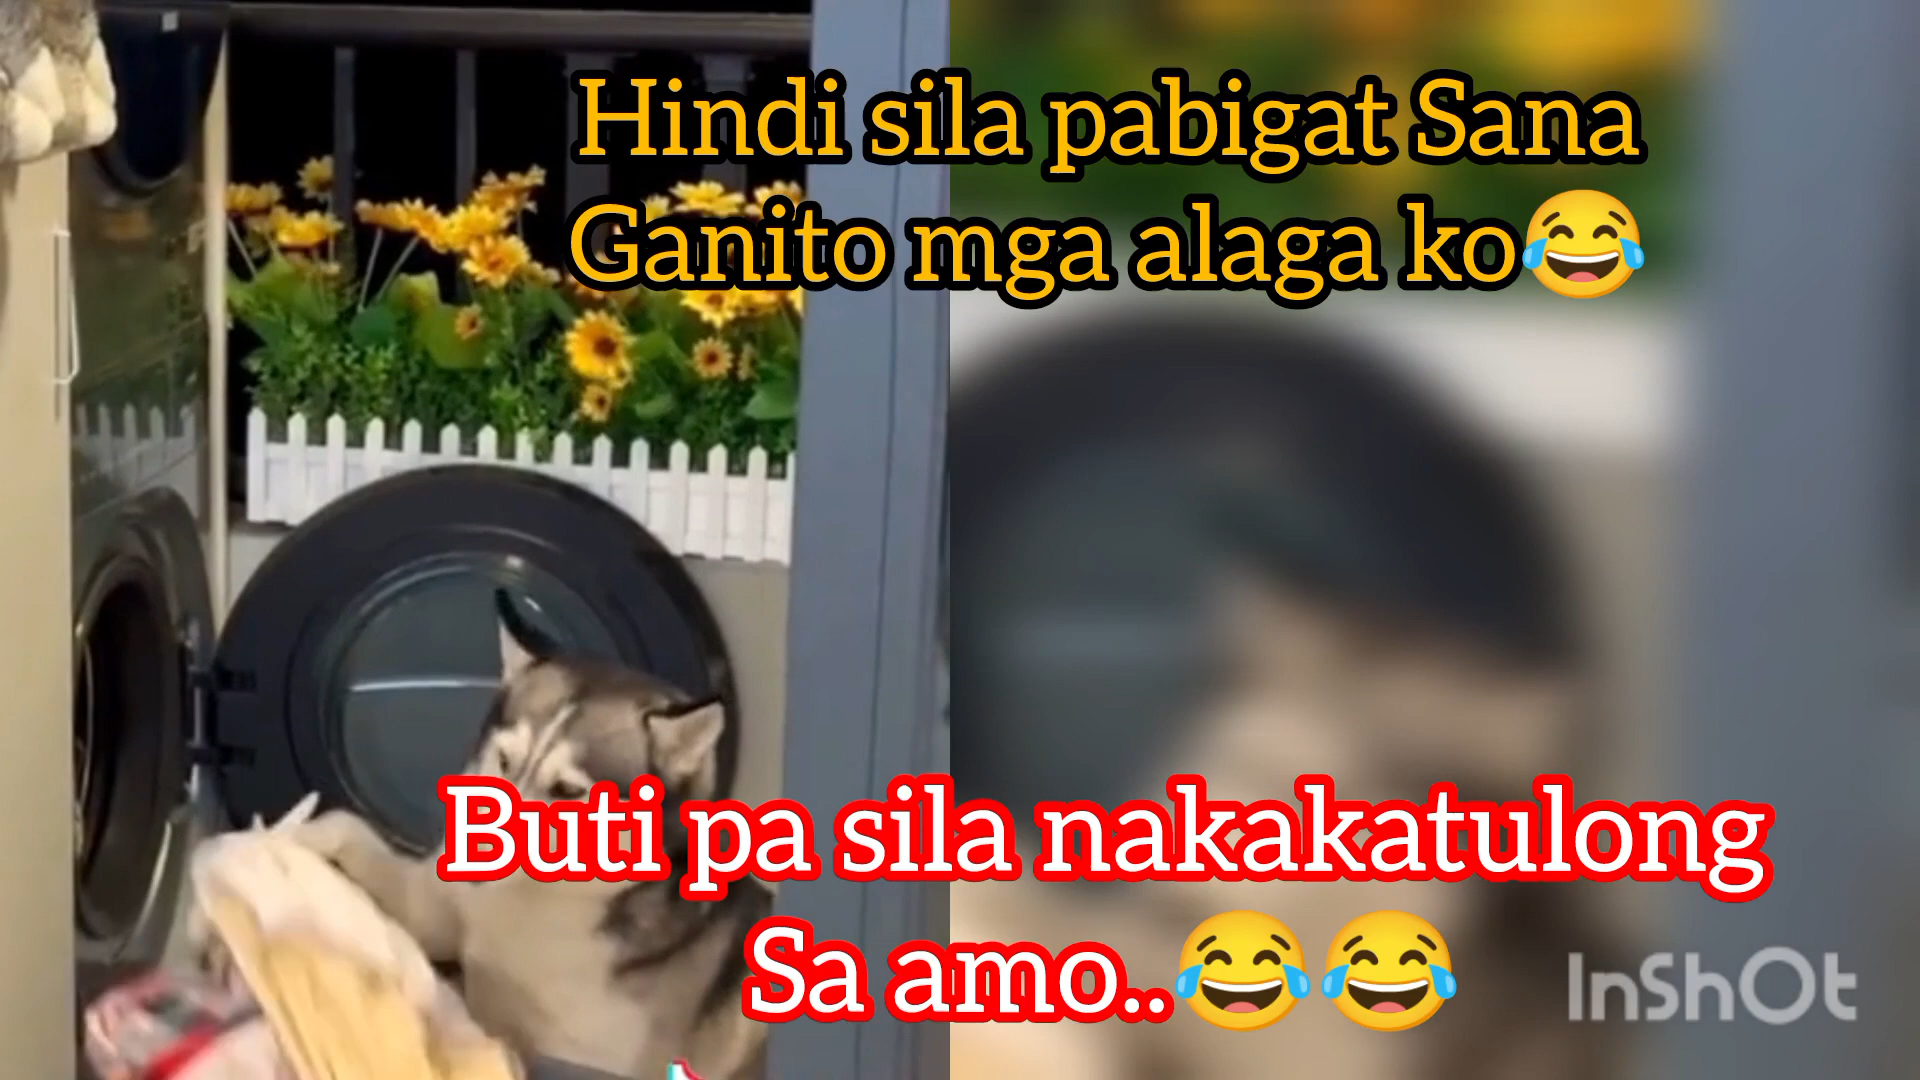 Hindi sila pabigat Sana
Ganito mga alaga ko😂
Buti pa sila nakakatulong
Sa amo..😂😂
InShOt